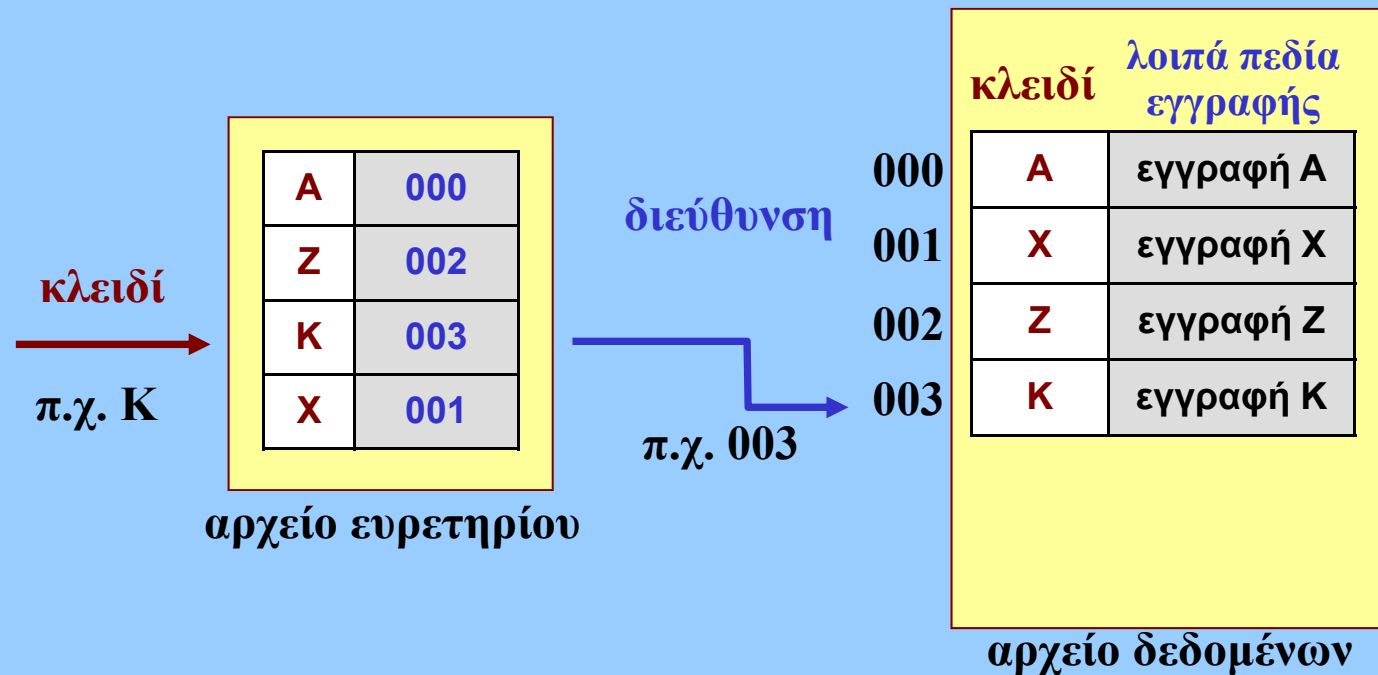 κλειδί
π.χ. Κ
Α 000
Ζ 002
Κ 003
Χ 001
αρχείο ευρετηρίου
διεύθυνση
π.χ. 003
κλειδί λοιπά πεδία
εγγραφής
000 Α εγγραφή Α
001 Χ εγγραφή Χ
002 Ζ εγγραφή Ζ
003 Κ εγγραφή Κ
αρχείο δεδομένων